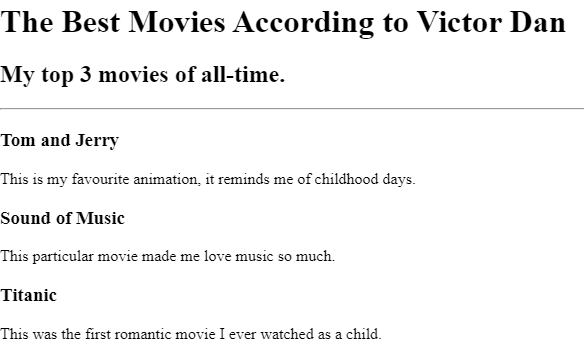 The Best Movies According to Victor Dan
My top 3 movies of all-time.
Tom and Jerry
This is my favourite animation, it reminds me of childhood days.
Sound of Music
This particular movie made me love music so much.
Titanic
This was the first romantic movie I ever watched as a child.